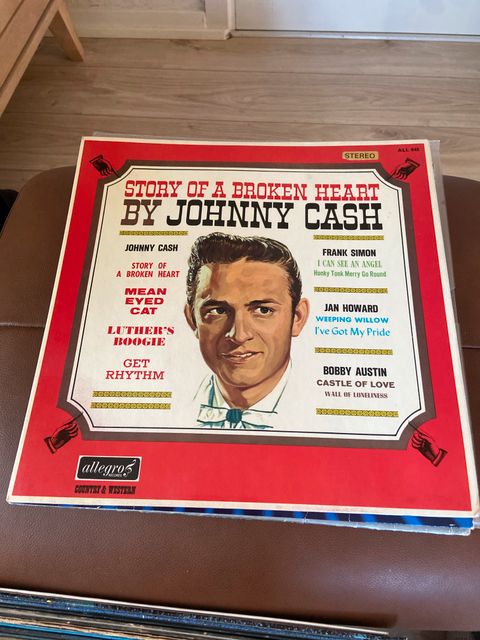 STEREO
ALL 848
STORY OF A BROKEN HEART
BY JOHNNY CASH
JOHNNY CASH
STORY OF
A BROKEN HEART
MEAN
EYED
CAT
LUTHER'S
BOOGIE
GET
RHYTHM
FRANK SIMON
I CAN SEE AN ANGEL
Honky Tonk Merry Go Round
JAN HOWARD
WEEPING WILLOW
I've Got My Pride
BOBBY AUSTIN
CASTLE OF LOVE
WALL OF LONELINESS
allegro
RECORDS
COUNTRY & WESTERN